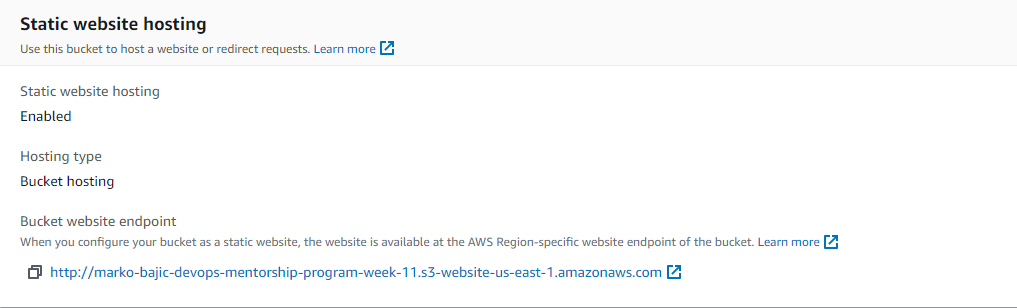 Static website hosting
Use this bucket to host a website or redirect requests. Learn more
Static website hosting
Enabled
Hosting type
Bucket hosting
Bucket website endpoint
When you configure your bucket as a static website, the website is available at the AWS Region-specific website endpoint of the bucket. Learn more
http://marko-bajic-devops-mentorship-program-week-11.s3-website-us-east-1.amazonaws.com